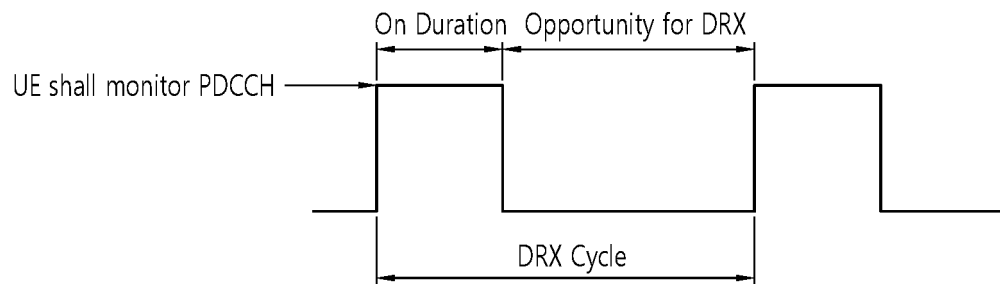 On Duration
Opportunity for DRX
UE shall monitor PDCCH
DRX Cycle